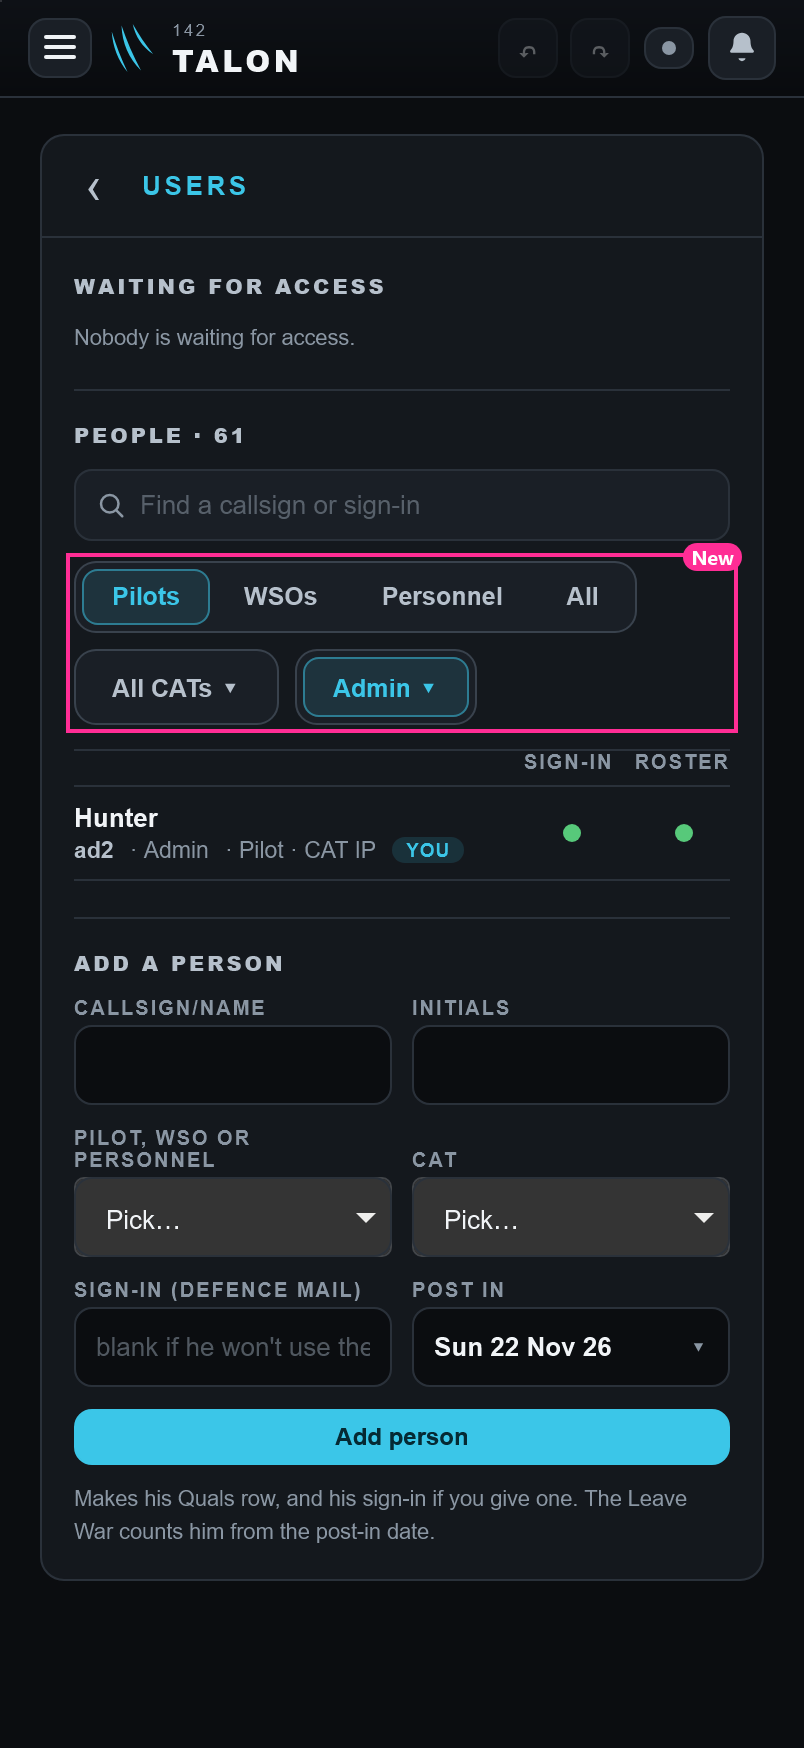 142
TALON
USERS
WAITING FOR ACCESS
Nobody is waiting for access.
PEOPLE · 61
Find a callsign or sign-in
New
Pilots WSOs Personnel All
All CATs ▾ Admin ▾
SIGN-IN ROSTER
Hunter
ad2 · Admin · Pilot · CAT IP YOU
ADD A PERSON
CALLSIGN/NAME INITIALS
PILOT, WSO OR
PERSONNEL CAT
Pick… Pick…
SIGN-IN (DEFENCE MAIL) POST IN
blank if he won't use the Sun 22 Nov 26 ▾
Add person
Makes his Quals row, and his sign-in if you give one. The Leave
War counts him from the post-in date.